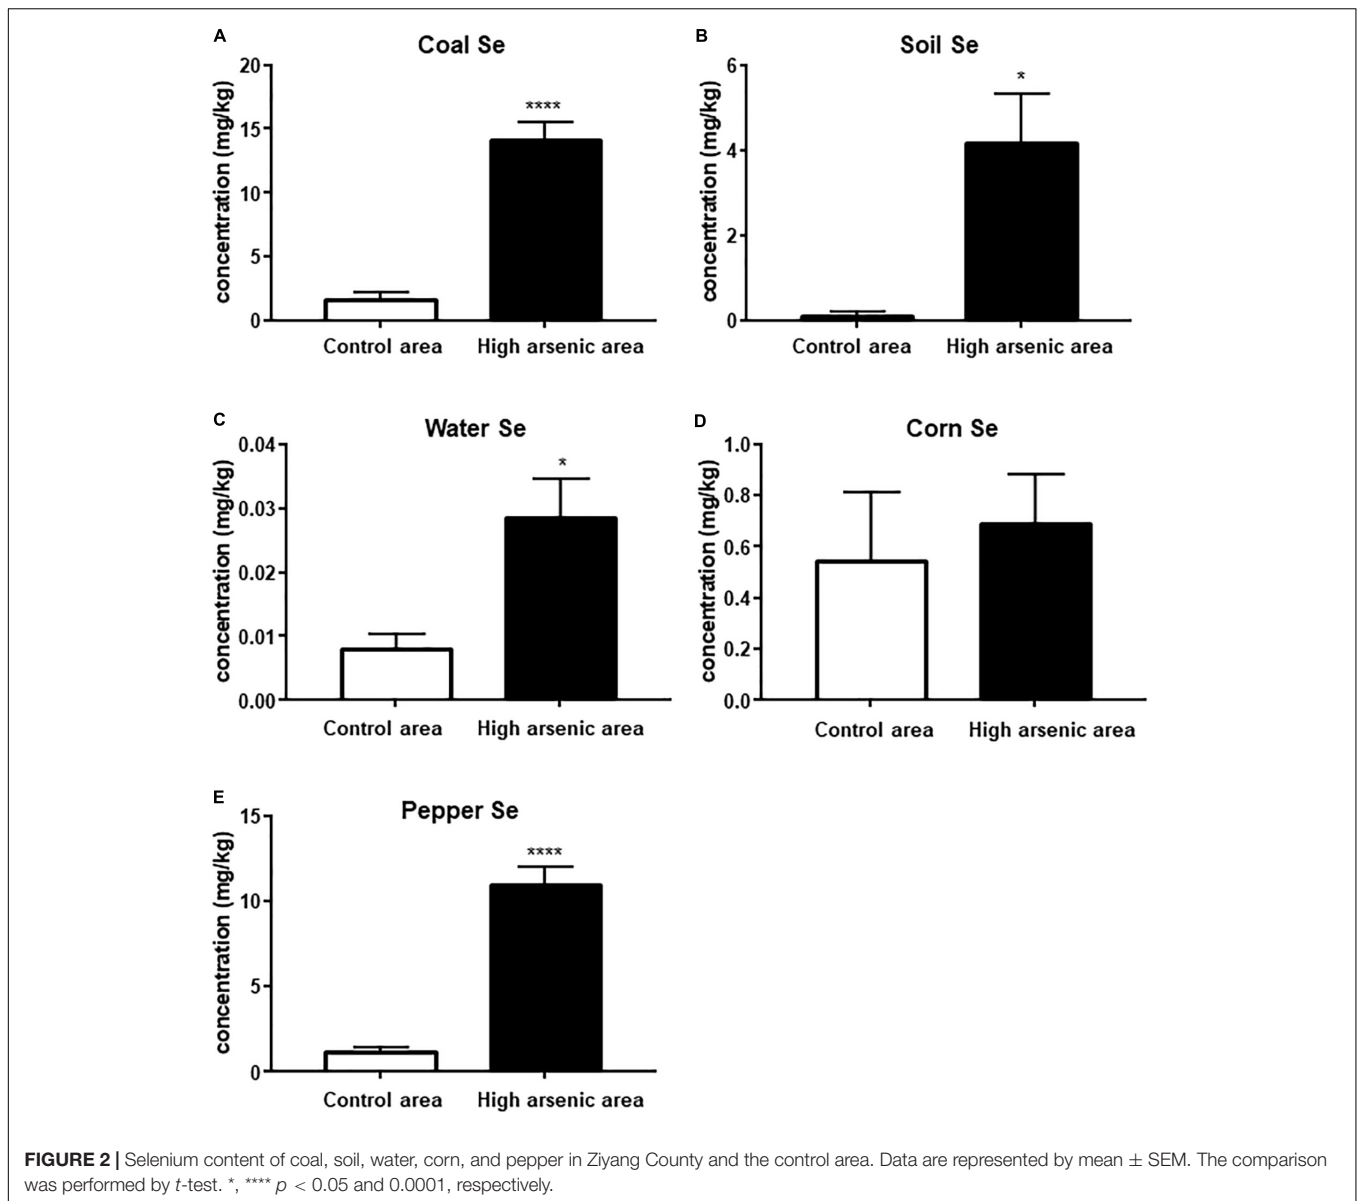 A
Coal Se
concentration (mg/kg)
20
15
10
5
0
****
Control area
High arsenic area
B
Soil Se
concentration (mg/kg)
6
4
2
0
*
Control area
High arsenic area
C
Water Se
concentration (mg/kg)
0.04
0.03
0.02
0.01
0.00
*
Control area
High arsenic area
D
Corn Se
concentration (mg/kg)
1.0
0.8
0.6
0.4
0.2
0.0
Control area
High arsenic area
E
Pepper Se
concentration (mg/kg)
15
10
5
0
****
Control area
High arsenic area
FIGURE 2 | Selenium content of coal, soil, water, corn, and pepper in Ziyang County and the control area. Data are represented by mean ± SEM. The comparison
was performed by t-test. *, **** p < 0.05 and 0.0001, respectively.